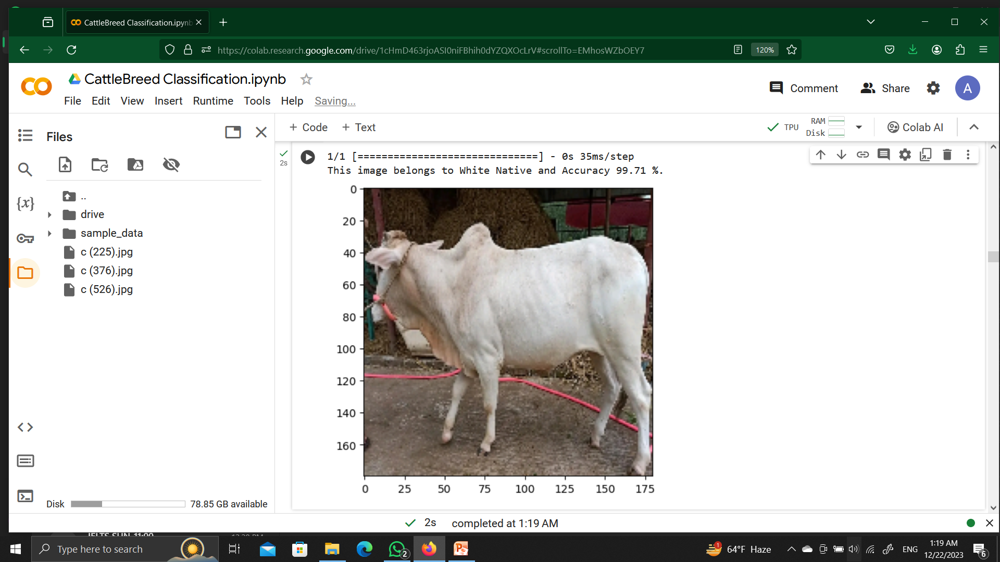 CattleBreed Classification.ipynb
https://colab.research.google.com/drive/1cHmD463rjoASI0niFBhih0dYZQXOcLrV#scrollTo=EMhosWZbOEY7
120%
CattleBreed Classification.ipynb
Comment
Share
A
File Edit View Insert Runtime Tools Help Saving...
Files
+ Code + Text
TPU
RAM
Disk
Colab AI
{x}
..
drive
sample_data
c (225).jpg
c (376).jpg
c (526).jpg
Disk
78.85 GB available
2s
1/1 [==============================] - 0s 35ms/step
This image belongs to White Native and Accuracy 99.71 %.
0
20
40
60
80
100
120
140
160
0 25 50 75 100 125 150 175
2s completed at 1:19 AM
IELTS SUN 11:00
Type here to search
2
1
64°F Haze
ENG
1:19 AM
12/22/2023
6